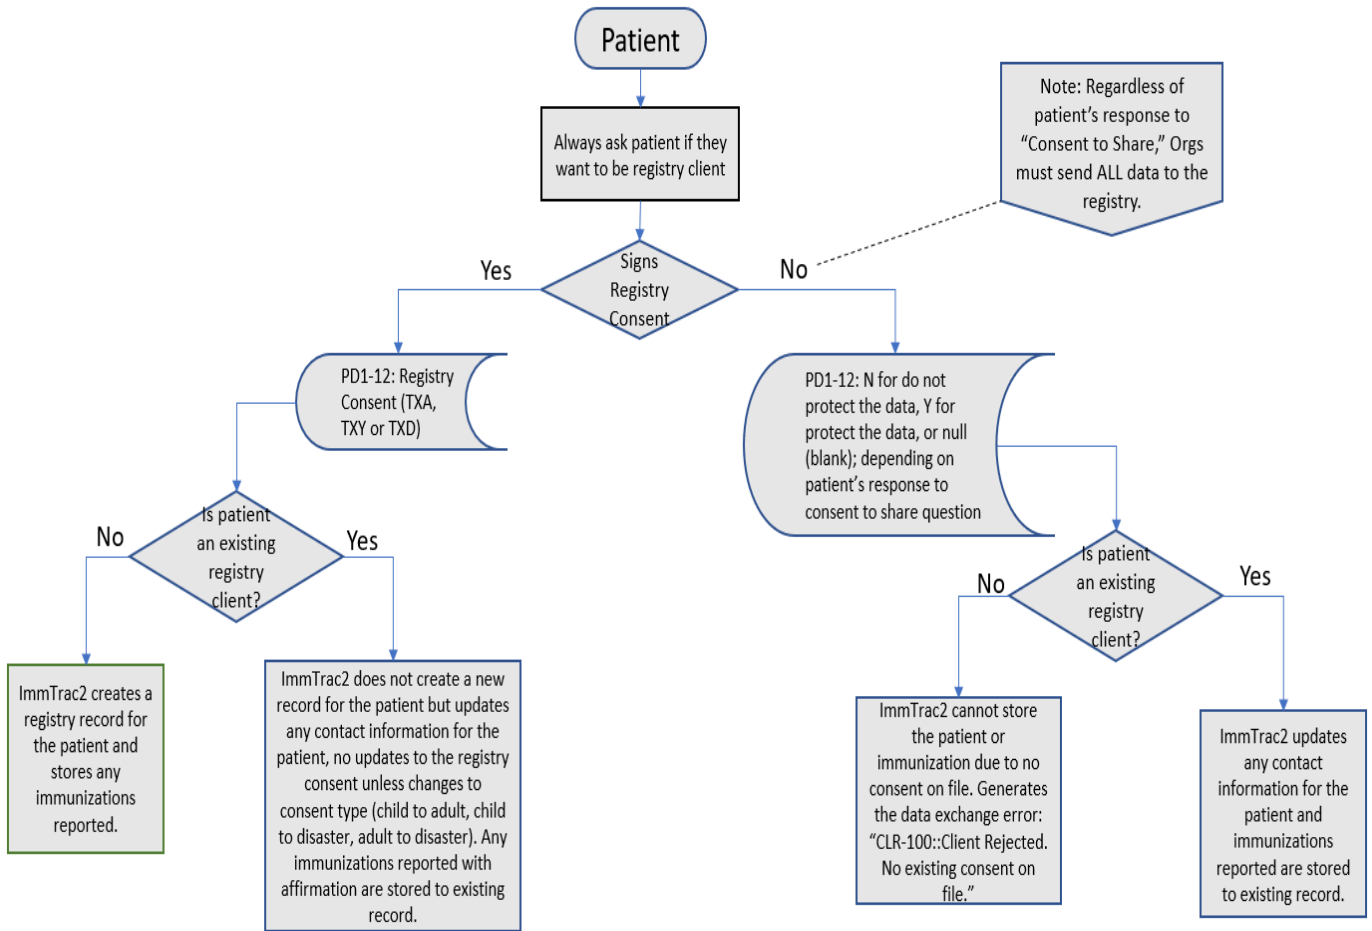 Patient
Always ask patient if they
want to be registry client
Note: Regardless of
patient’s response to
“Consent to Share,” Orgs
must send ALL data to the
registry.
Signs
Registry
Consent
Yes
No
PD1-12: Registry
Consent (TXA,
TXY or TXD)
PD1-12: N for do not
protect the data, Y for
protect the data, or null
(blank); depending on
patient’s response to
consent to share question
Is patient
an existing
registry
client?
No
Yes
Is patient
an existing
registry
client?
No
Yes
ImmTrac2 creates a
registry record for
the patient and
stores any
immunizations
reported.
ImmTrac2 does not create a new
record for the patient but updates
any contact information for the
patient, no updates to the registry
consent unless changes to
consent type (child to adult, child
to disaster, adult to disaster). Any
immunizations reported with
affirmation are stored to existing
record.
ImmTrac2 cannot store
the patient or
immunization due to no
consent on file. Generates
the data exchange error:
“CLR-100::Client Rejected.
No existing consent on
file.”
ImmTrac2 updates
any contact
information for the
patient and
immunizations
reported are stored
to existing record.